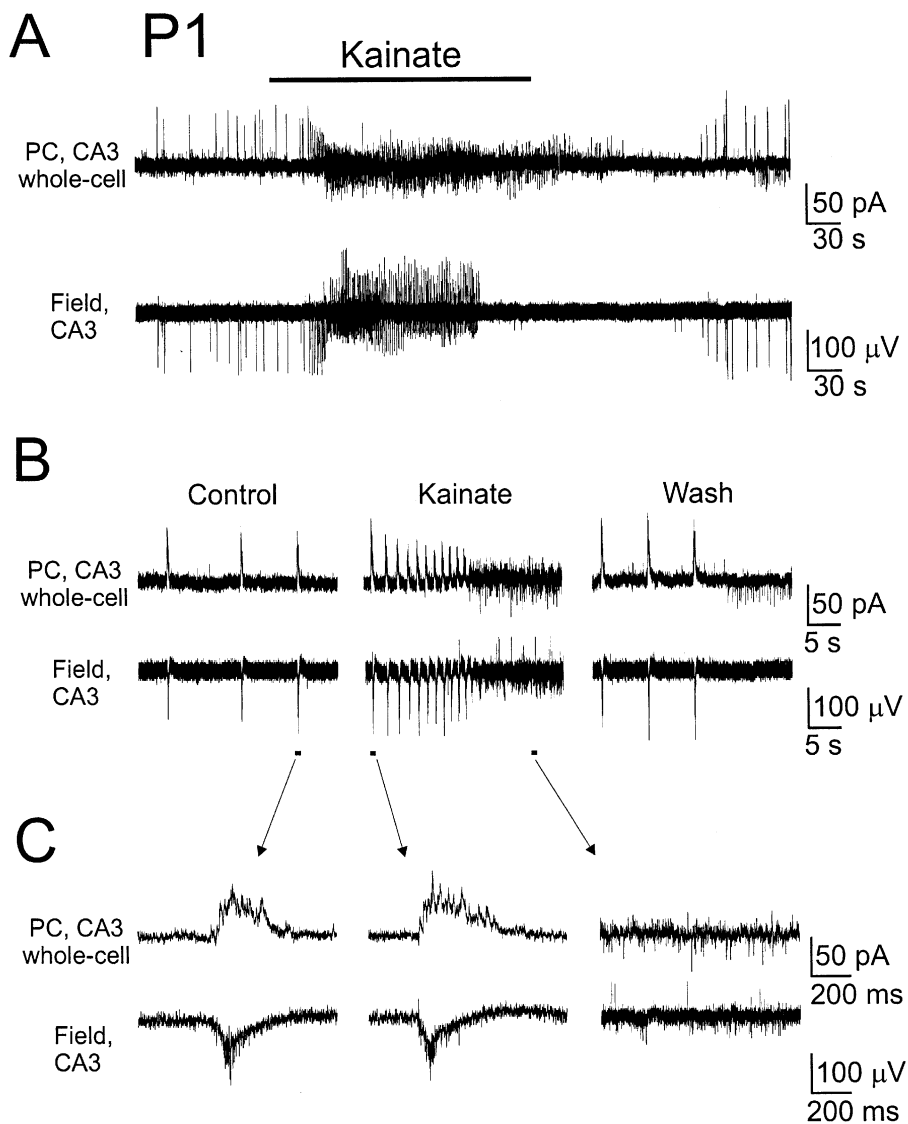 A P1
Kainate
PC, CA3
whole-cell
50 pA
30 s
Field,
CA3
100 μV
30 s
B
Control Kainate Wash
PC, CA3
whole-cell
50 pA
5 s
Field,
CA3
100 μV
5 s
C
PC, CA3
whole-cell
50 pA
200 ms
Field,
CA3
100 μV
200 ms